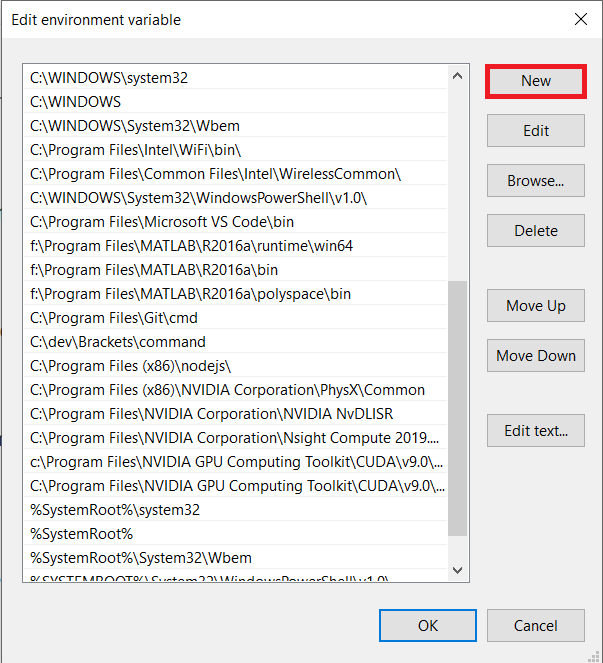 Edit environment variable
C:\WINDOWS\system32
C:\WINDOWS
C:\WINDOWS\System32\Wbem
C:\Program Files\Intel\WiFi\bin\
C:\Program Files\Common Files\Intel\WirelessCommon\
C:\WINDOWS\System32\WindowsPowerShell\v1.0\
C:\Program Files\Microsoft VS Code\bin
f:\Program Files\MATLAB\R2016a\runtime\win64
f:\Program Files\MATLAB\R2016a\bin
f:\Program Files\MATLAB\R2016a\polyspace\bin
C:\Program Files\Git\cmd
C:\dev\Brackets\command
C:\Program Files (x86)\nodejs\
C:\Program Files (x86)\NVIDIA Corporation\PhysX\Common
C:\Program Files\NVIDIA Corporation\NVIDIA NvDLISR
C:\Program Files\NVIDIA Corporation\Nsight Compute 2019....
c:\Program Files\NVIDIA GPU Computing Toolkit\CUDA\v9.0\...
C:\Program Files\NVIDIA GPU Computing Toolkit\CUDA\v9.0\...
%SystemRoot%\system32
%SystemRoot%
%SystemRoot%\System32\Wbem
%SYSTEMROOT%\System32\WindowsPowerShell\v1.0\
New
Edit
Browse...
Delete
Move Up
Move Down
Edit text...
OK
Cancel